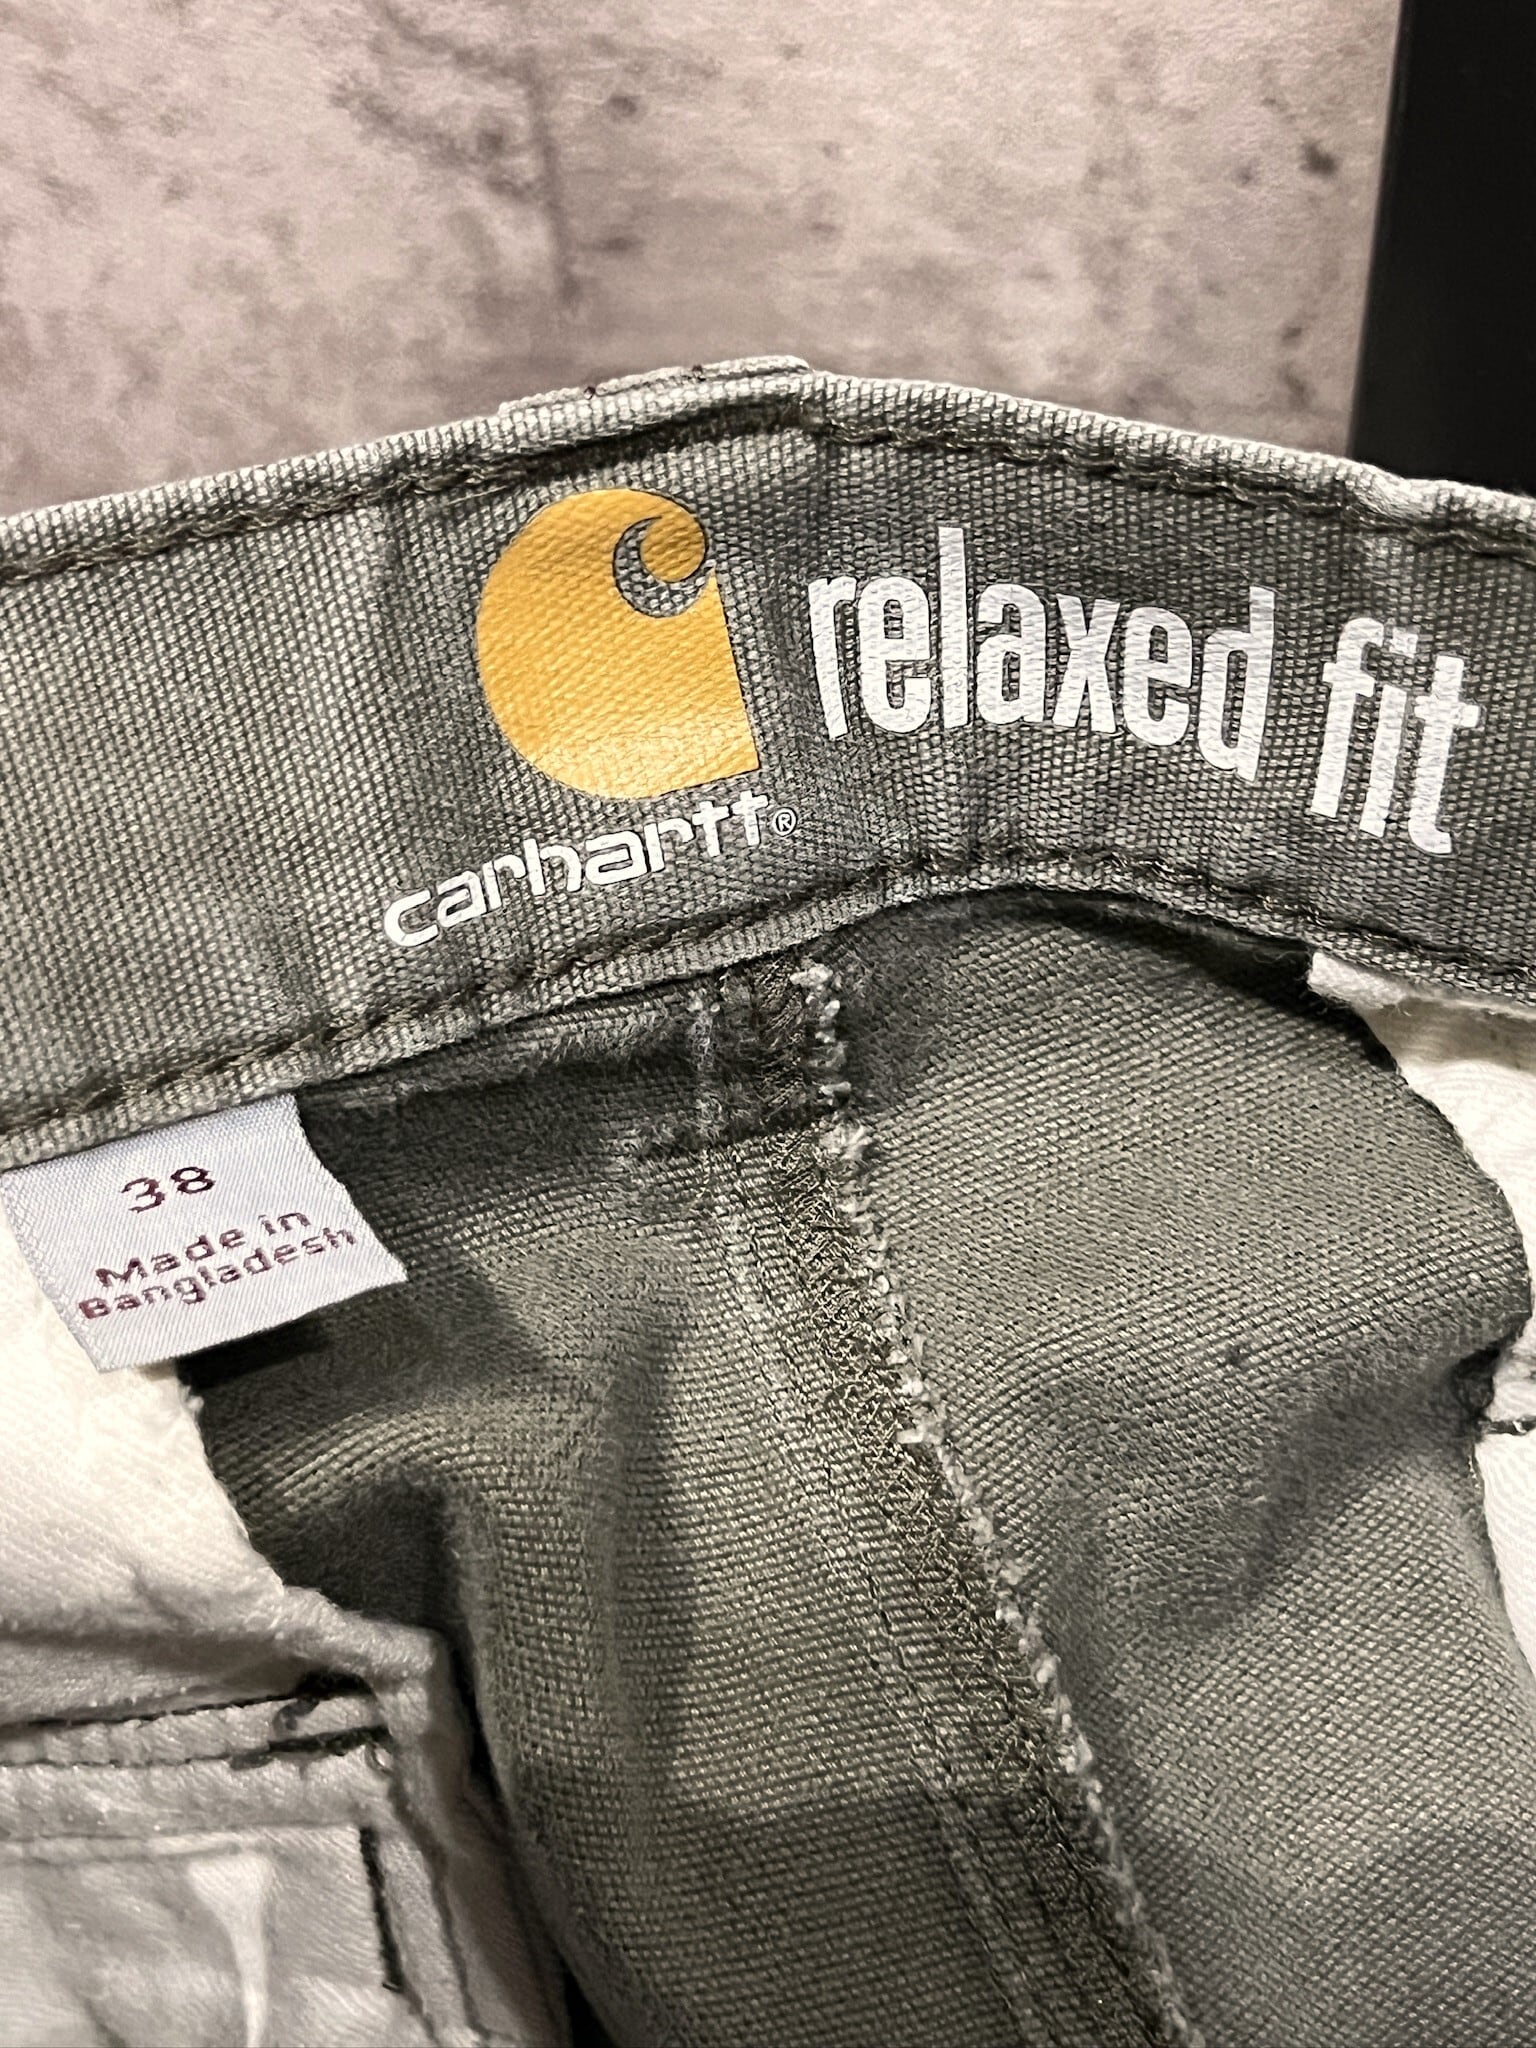 relaxed fit
carhartt®
38
Made in
Bangladesh